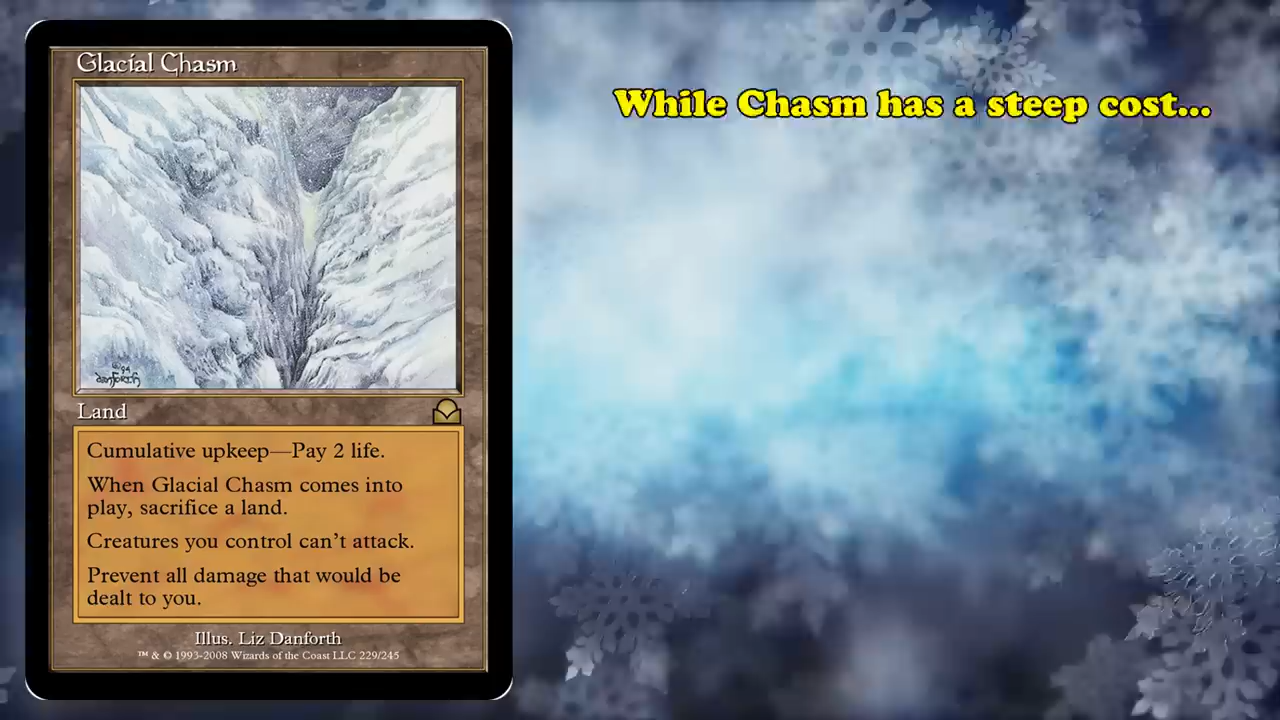 Glacial Chasm
While Chasm has a steep cost...
Land
Cumulative upkeep—Pay 2 life.
When Glacial Chasm comes into
play, sacrifice a land.
Creatures you control can't attack.
Prevent all damage that would be
dealt to you.
Illus. Liz Danforth
™ & © 1993-2008 Wizards of the Coast LLC 229/245